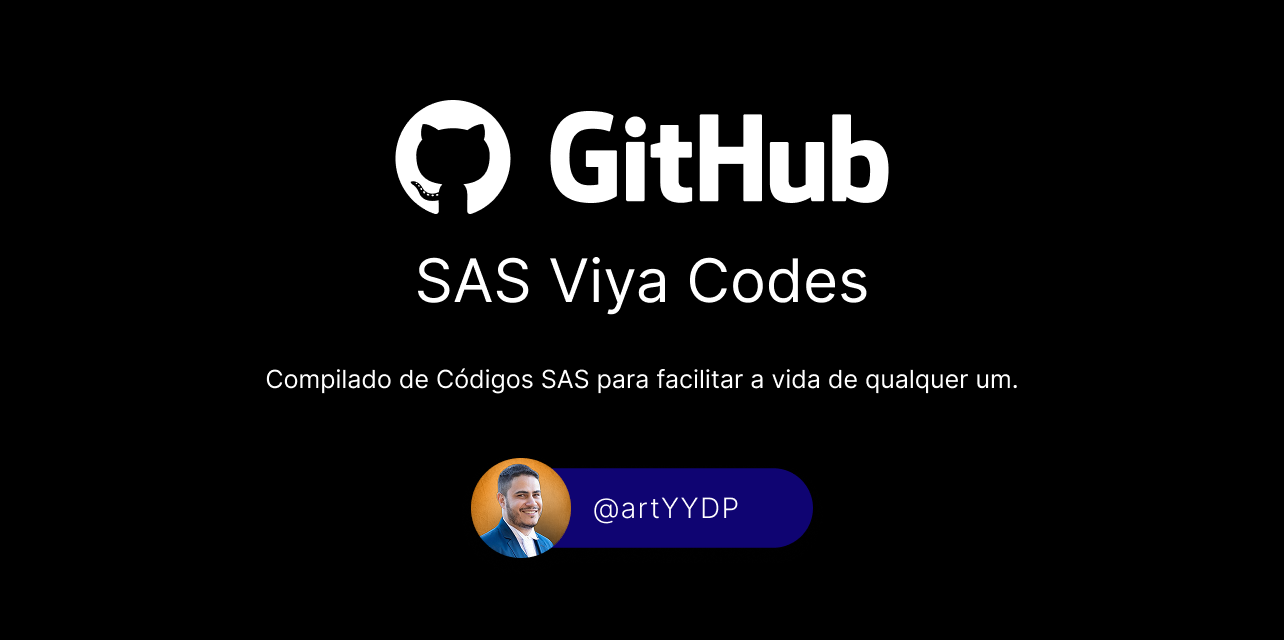 GitHub
SAS Viya Codes
Compilado de Códigos SAS para facilitar a vida de qualquer um.
@artYYDP